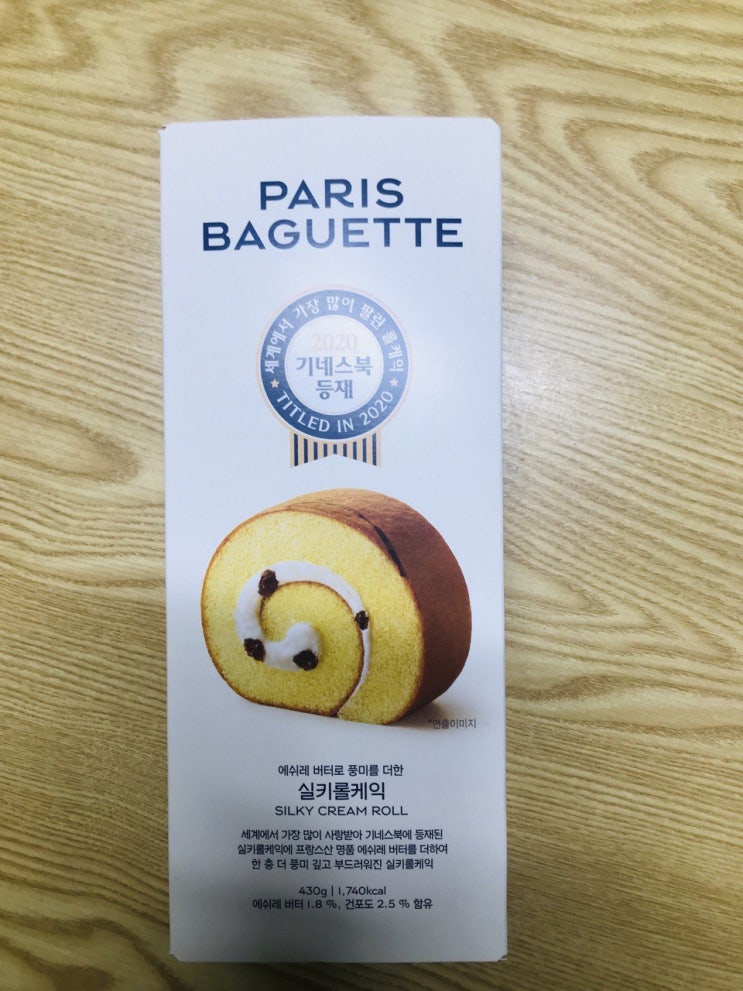 PARIS
BAGUETTE
세계에서 가장 많이 팔린 롤케익
2020
기네스북
등재
★ TITLED IN 2020 ★
*연출이미지
에쉬레 버터로 풍미를 더한
실키롤케익
SILKY CREAM ROLL
세계에서 가장 많이 사랑받아 기네스북에 등재된
실키롤케익에 프랑스산 명품 에쉬레 버터를 더하여
한 층 더 풍미 깊고 부드러워진 실키롤케익
430g | 1,740kcal
에쉬레 버터 1.8 %, 건포도 2.5 % 함유